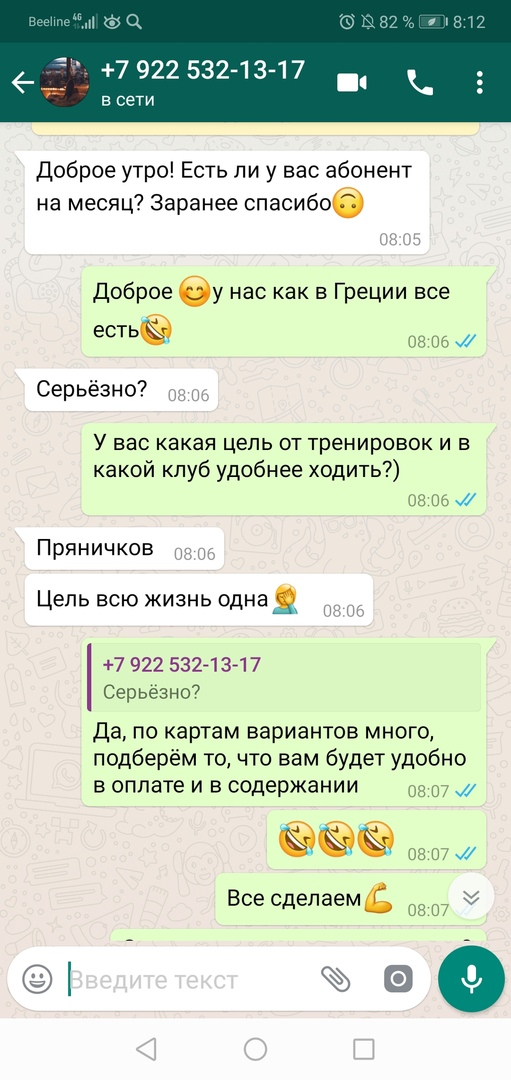 Beeline 4G 82 % 8:12
+7 922 532-13-17
в сети
Доброе утро! Есть ли у вас абонент
на месяц? Заранее спасибо🙃
08:05
Доброе 😊у нас как в Греции все
есть🤣
08:06
Серьёзно? 08:06
У вас какая цель от тренировок и в
какой клуб удобнее ходить?)
08:06
Пряничков 08:06
Цель всю жизнь одна🤦‍♀️ 08:06
+7 922 532-13-17
Серьёзно?
Да, по картам вариантов много,
подберём то, что вам будет удобно
в оплате и в содержании 08:07
🤣🤣🤣 08:07
Все сделаем💪 08:07
Введите текст